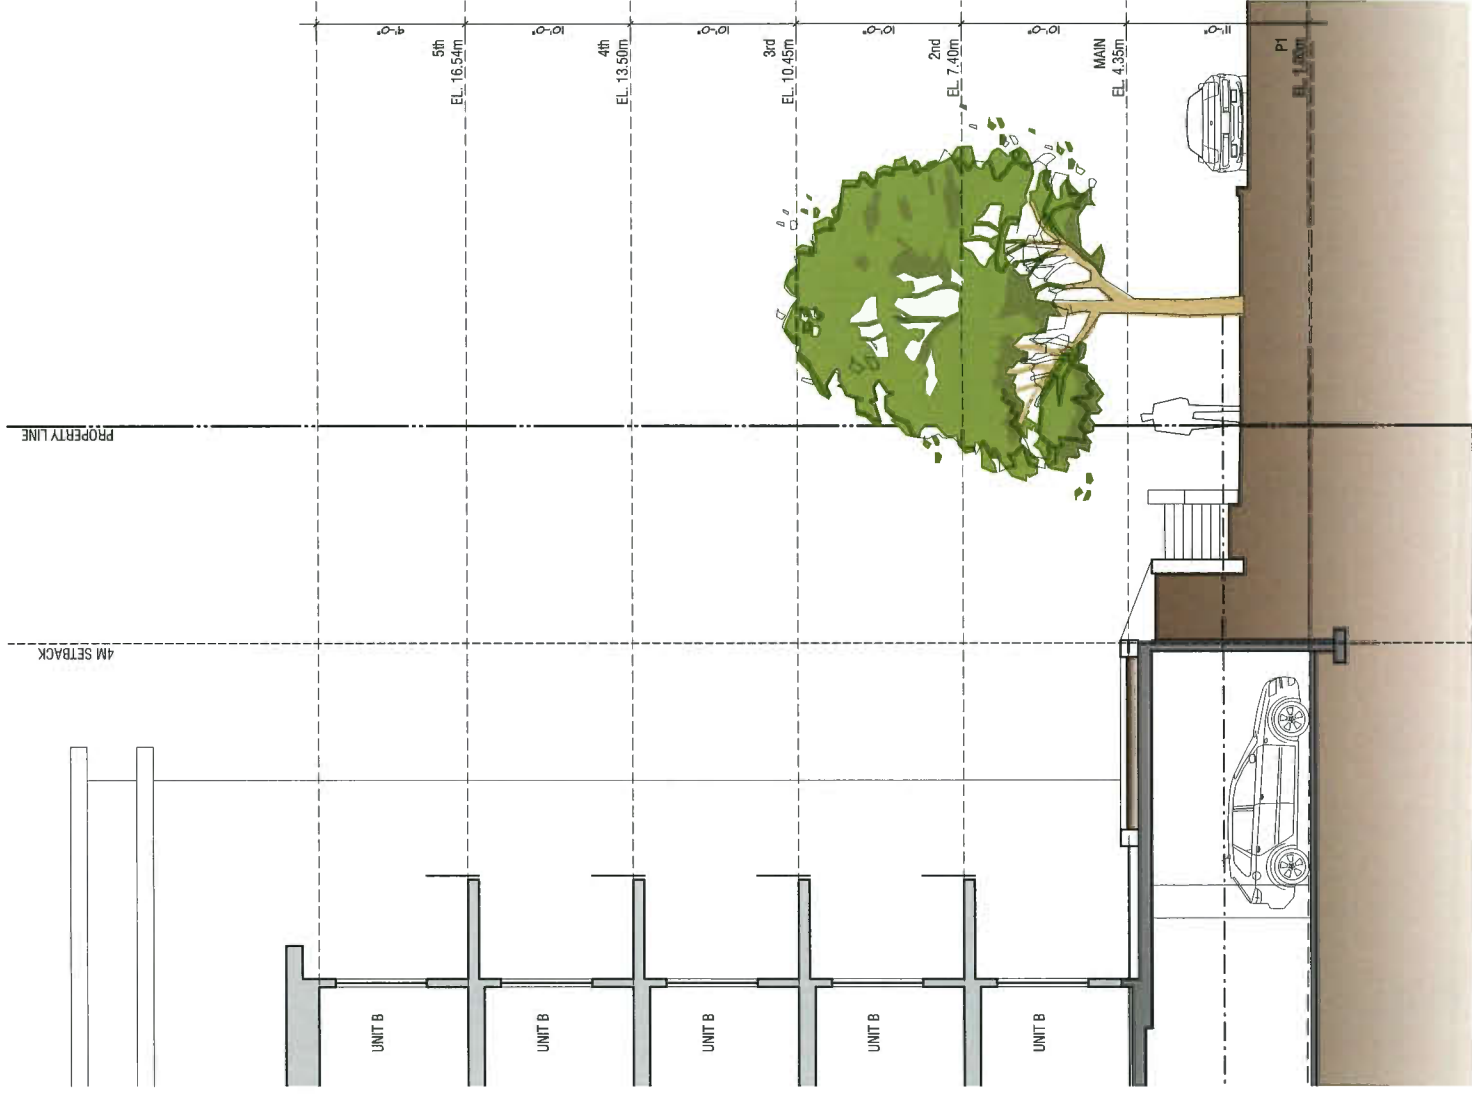 PROPERTY LINE
4M SETBACK
9'-0"
5th
EL. 16.54m
10'-0"
4th
EL. 13.50m
10'-0"
3rd
EL. 10.45m
10'-0"
2nd
EL. 7.40m
10'-0"
MAIN
EL. 4.35m
11'-0"
P1
EL.
UNIT B
UNIT B
UNIT B
UNIT B
UNIT B